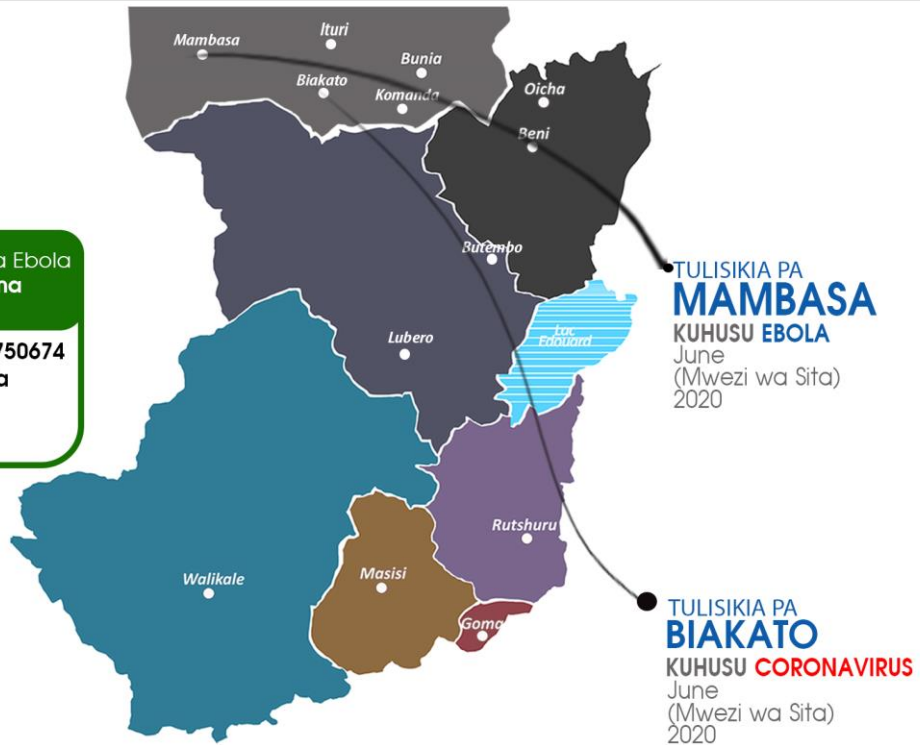 Mambasa
Ituri
Bunia
Biakato
Komanda
Oicha
Beni
a Ebola
na
750674
a
Butembo
Lac
Edouard
Lubero
TULISIKIA PA
MAMBASA
KUHUSU EBOLA
June
(Mwezi wa Sita)
2020
Rutshuru
Walikale
Masisi
Goma
TULISIKIA PA
BIAKATO
KUHUSU CORONAVIRUS
June
(Mwezi wa Sita)
2020